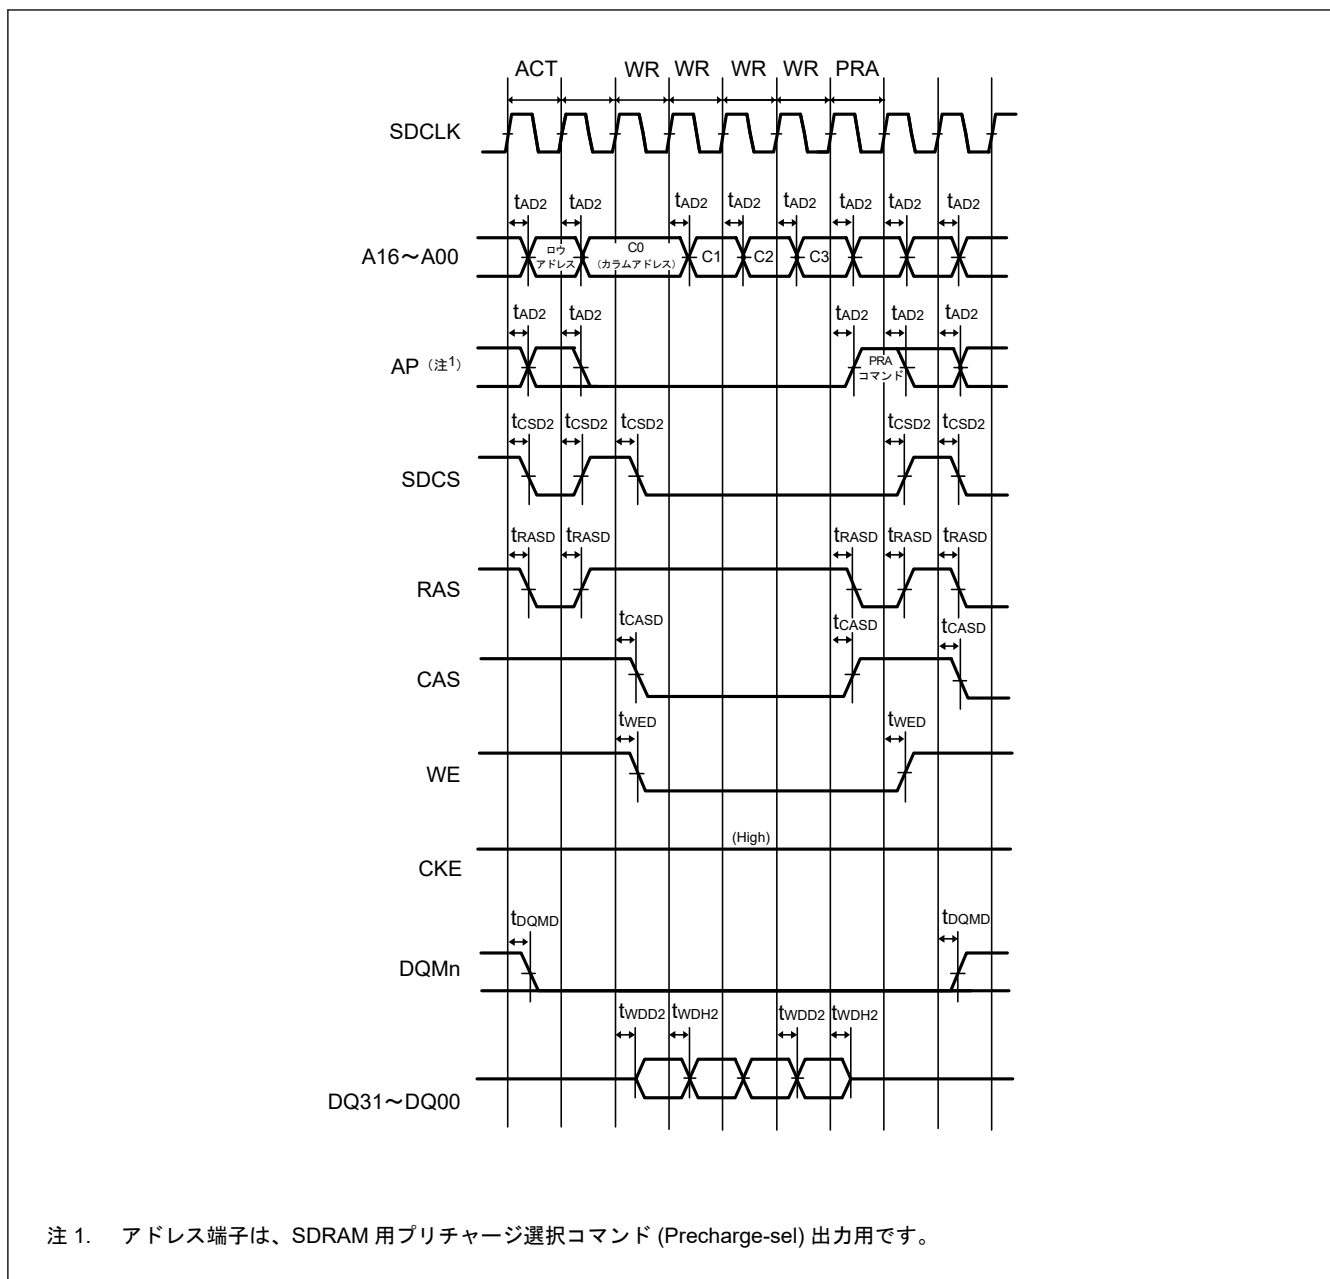 ACT WR WR WR WR PRA
SDCLK
tAD2 tAD2 tAD2 tAD2 tAD2 tAD2 tAD2 tAD2
A16～A00
ロウ
アドレス
C0
（カラムアドレス）
C1 C2 C3
tAD2 tAD2 tAD2 tAD2 tAD2
AP（注1）
PRA
コマンド
tCSD2 tCSD2 tCSD2 tCSD2 tCSD2
SDCS
tRASD tRASD tRASD tRASD tRASD
RAS
tCASD tCASD tCASD
CAS
tWED tWED
WE
(High)
CKE
tDQMD tDQMD
DQMn
tWDD2 tWDH2 tWDD2 tWDH2
DQ31～DQ00
注 1. アドレス端子は、SDRAM 用プリチャージ選択コマンド (Precharge-sel) 出力用です。